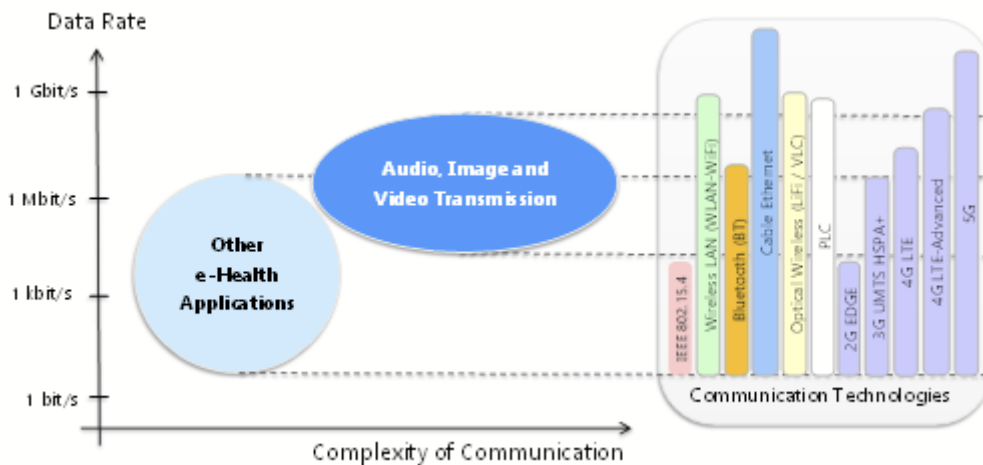 Data Rate
1 Gbit/s
1 Mbit/s
1 kbit/s
1 bit/s
Audio, Image and
Video Transmission
Other
e-Health
Applications
IEEE 802.15.4
Wireless LAN (WLAN-WiFi)
Bluetooth (BT)
Cable Ethernet
Optical Wireless (LiFi / VLC)
PLC
2G EDGE
3G UMTS HSPA+
4G LTE
4G LTE-Advanced
5G
Communication Technologies
Complexity of Communication